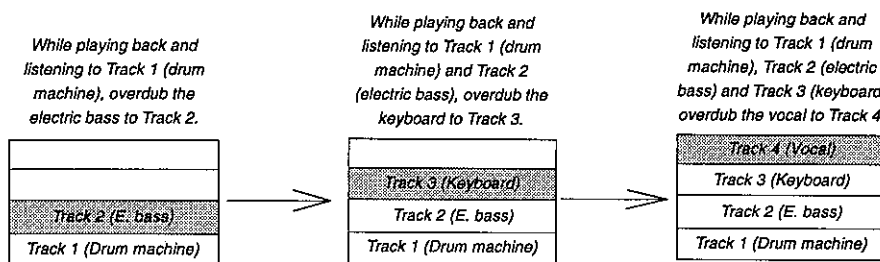 While playing back and
listening to Track 1 (drum
machine), overdub the
electric bass to Track 2.
Track 2 (E. bass)
Track 1 (Drum machine)
While playing back and
listening to Track 1 (drum
machine) and Track 2
(electric bass), overdub the
keyboard to Track 3.
Track 3 (Keyboard)
Track 2 (E. bass)
Track 1 (Drum machine)
While playing back and
listening to Track 1 (drum
machine), Track 2 (electric
bass) and Track 3 (keyboard
overdub the vocal to Track 4
Track 4 (Vocal)
Track 3 (Keyboard)
Track 2 (E. bass)
Track 1 (Drum machine)